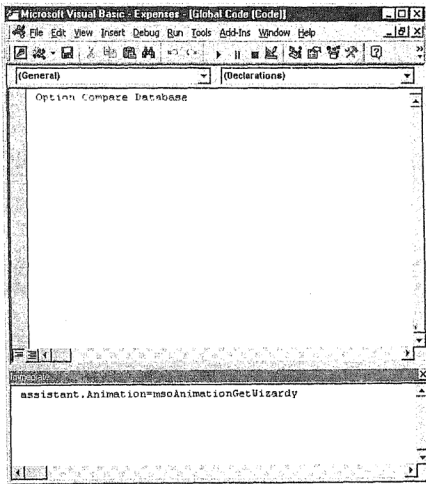 Microsoft Visual Basic - Expenses - [Global Code (Code)]
File Edit View Insert Debug Run Tools Add-Ins Window Help
(General) (Declarations)
Option Compare Database
assistant.Animation=msoAnimationGetWizardy